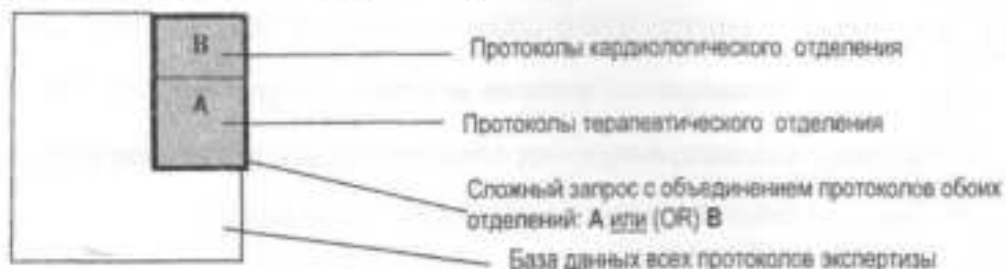 B
Протоколы кардиологического отделения
A
Протоколы терапевтического отделения
Сложный запрос с объединением протоколов обоих
отделений: А или (OR) В
База данных всех протоколов экспертизы